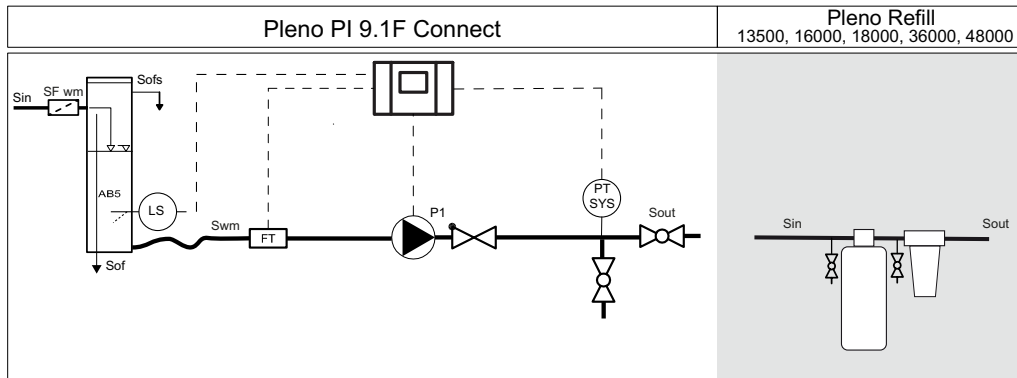 Pleno PI 9.1F Connect
Pleno Refill
13500, 16000, 18000, 36000, 48000
Sin
SF wm
Sofs
AB5
LS
Swm
FT
Sof
P1
PT
SYS
Sout
Sin
Sout